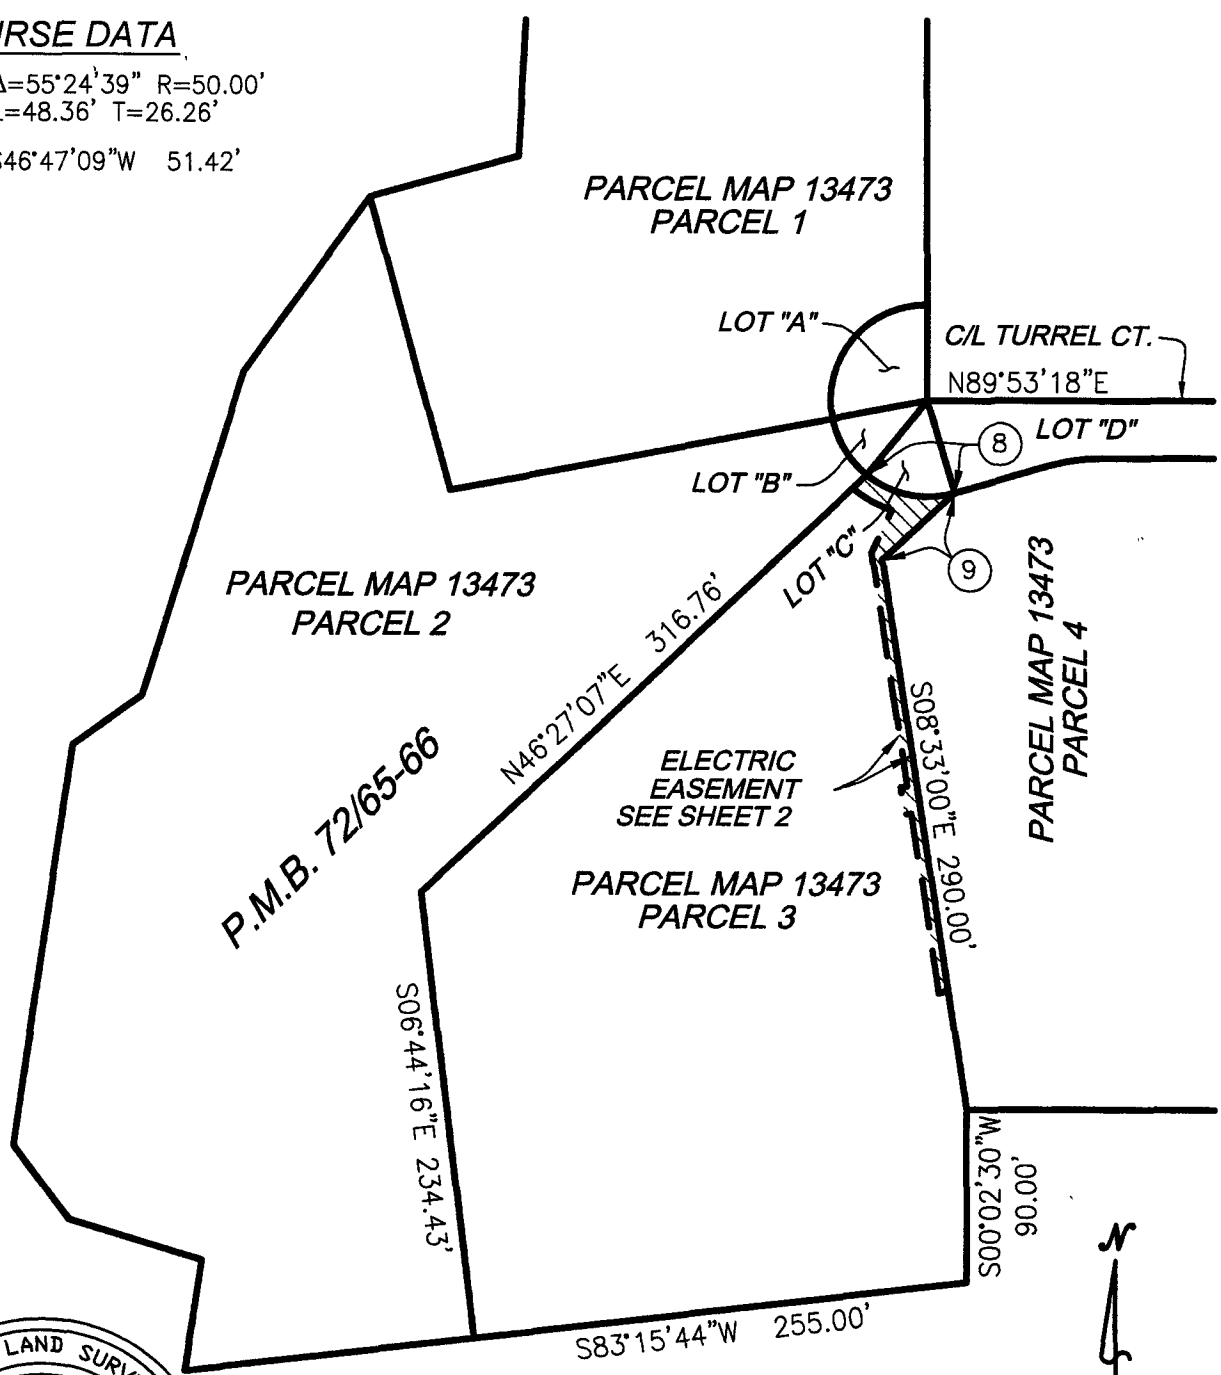 URSE DATA
Δ=55°24'39" R=50.00'
L=48.36' T=26.26'
S46°47'09"W 51.42'
PARCEL MAP 13473
PARCEL 1
LOT "A"
C/L TURREL CT.
N89°53'18"E
LOT "D"
8
LOT "B"
LOT "C"
9
PARCEL MAP 13473
PARCEL 2
N46°27'07"E 316.76'
PARCEL MAP 13473
PARCEL 4
S08°33'00"E 290.00'
P.M.B. 72/65-66
ELECTRIC
EASEMENT
SEE SHEET 2
PARCEL MAP 13473
PARCEL 3
S06°44'16"E 234.43'
S00°02'30"W
90.00'
N
S83°15'44"W 255.00'
LAND SURV